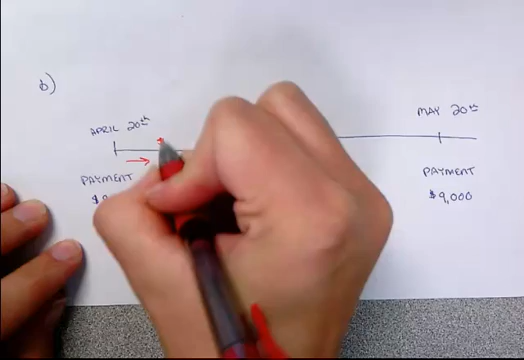 b)
APRIL 20th
MAY 20th
PAYMENT
PAYMENT
$9,000